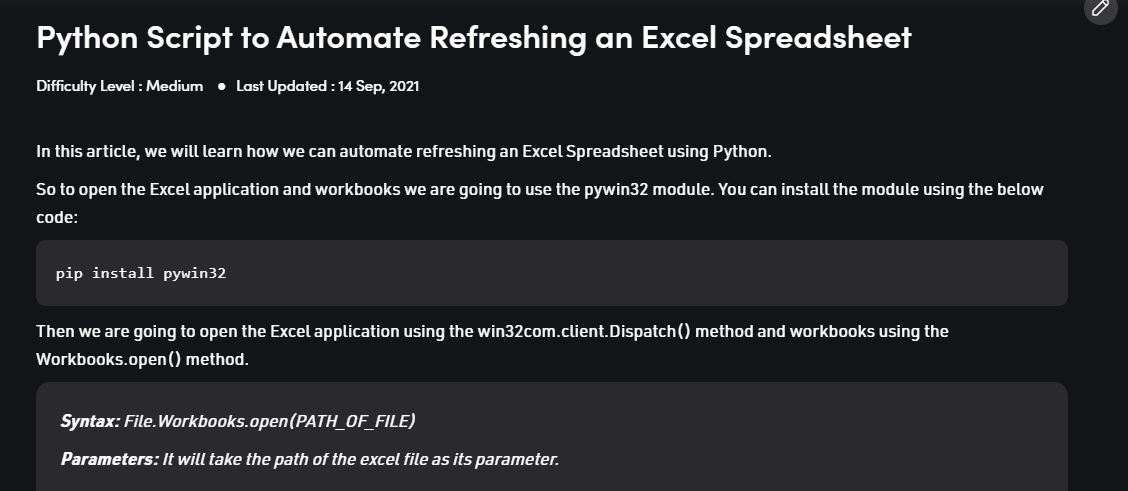 Python Script to Automate Refreshing an Excel Spreadsheet
Difficulty Level : Medium ● Last Updated : 14 Sep, 2021
In this article, we will learn how we can automate refreshing an Excel Spreadsheet using Python.
So to open the Excel application and workbooks we are going to use the pywin32 module. You can install the module using the below
code:
pip install pywin32
Then we are going to open the Excel application using the win32com.client.Dispatch() method and workbooks using the
Workbooks.open() method.
Syntax: File.Workbooks.open(PATH_OF_FILE)
Parameters: It will take the path of the excel file as its parameter.